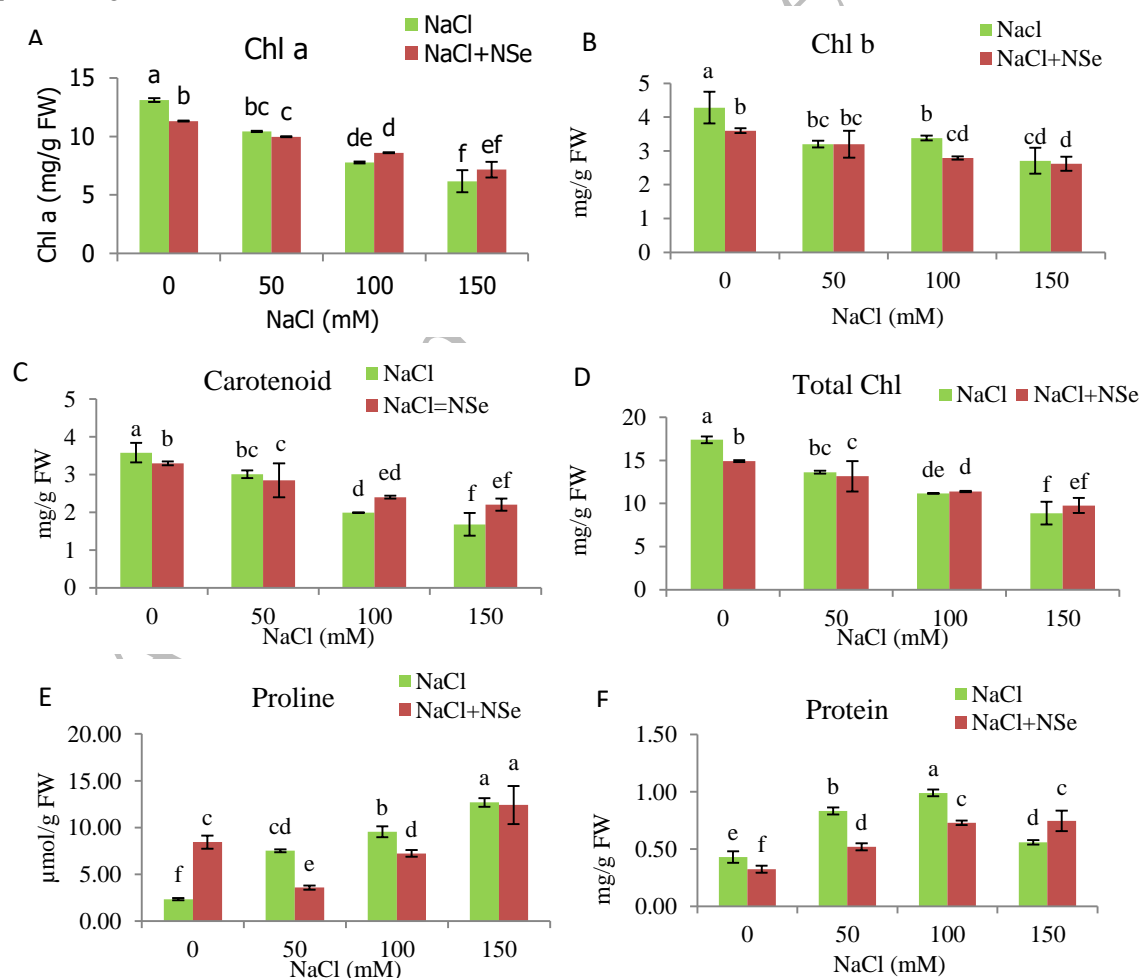 A
Chl a
NaCl
NaCl+NSe
Chl a (mg/g FW)
15
10
5
0
a b bc c de d f ef
0 50 100 150
NaCl (mM)
B
Chl b
Nacl
NaCl+NSe
mg/g FW
5
4
3
2
1
0
a b bc bc b cd cd d
0 50 100 150
NaCl (mM)
C
Carotenoid
NaCl
NaCl=NSe
mg/g FW
5
4
3
2
1
0
a b bc c d ed f ef
0 50 100 150
NaCl (mM)
D
Total Chl
NaCl NaCl+NSe
mg/g FW
20
15
10
5
0
a b bc c de d f ef
0 50 100 150
NaCl (mM)
E
Proline
NaCl
NaCl+NSe
µmol/g FW
20.00
15.00
10.00
5.00
0.00
f c cd e b d a a
0 50 100 150
F
Protein
NaCl
NaCl+NSe
mg/g FW
1.50
1.00
0.50
0.00
e f b d a c d c
0 50 100 150
NaCl (mM)